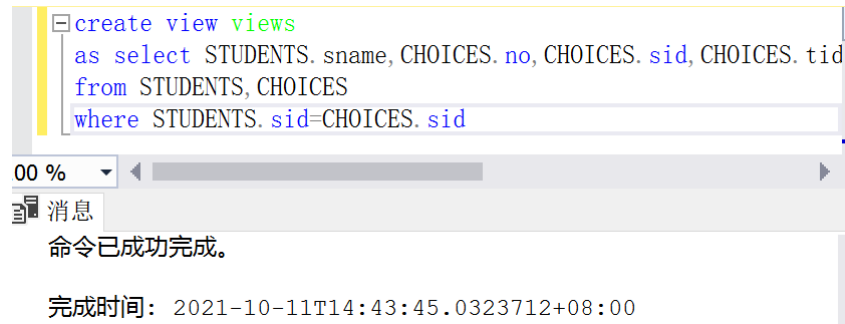 create view views
as select STUDENTS.sname,CHOICES.no,CHOICES.sid,CHOICES.tid
from STUDENTS,CHOICES
where STUDENTS.sid=CHOICES.sid
00 %
消息
命令已成功完成。
完成时间: 2021-10-11T14:43:45.0323712+08:00